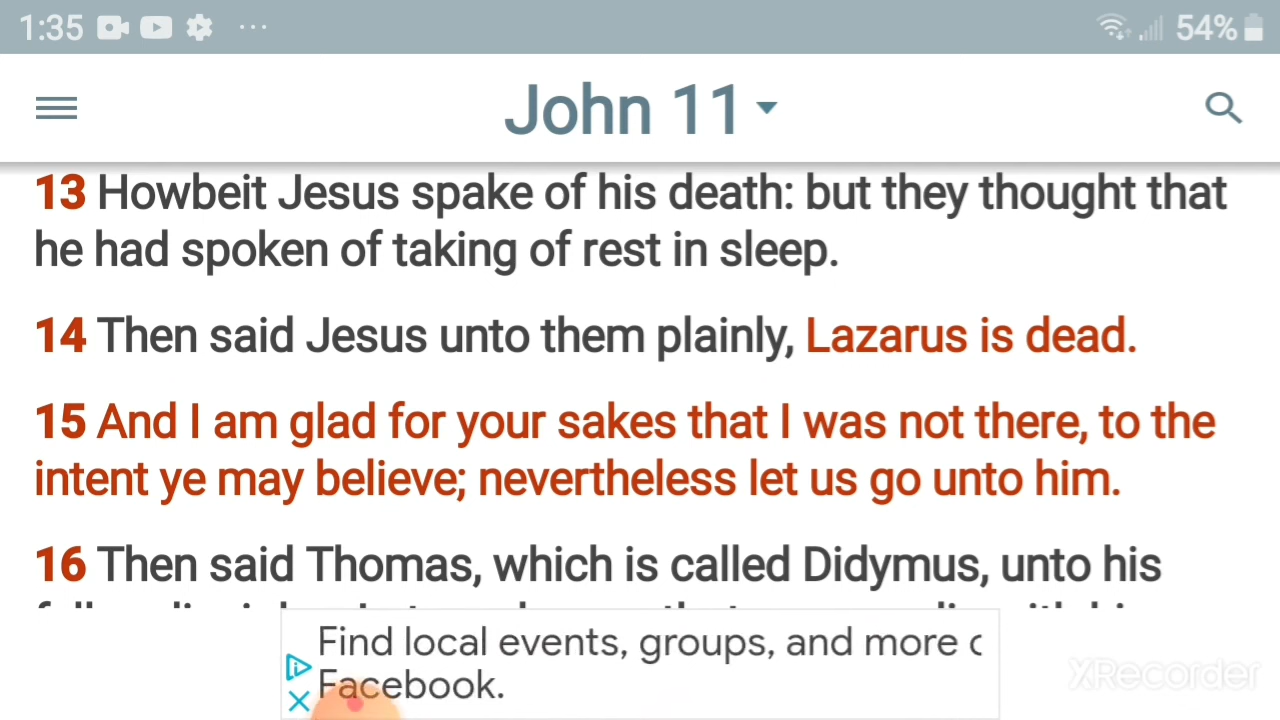 1:35 ... 54%
John 11
13 Howbeit Jesus spake of his death: but they thought that
he had spoken of taking of rest in sleep.
14 Then said Jesus unto them plainly, Lazarus is dead.
15 And I am glad for your sakes that I was not there, to the
intent ye may believe; nevertheless let us go unto him.
16 Then said Thomas, which is called Didymus, unto his
Find local events, groups, and more
Facebook.
XRecorder